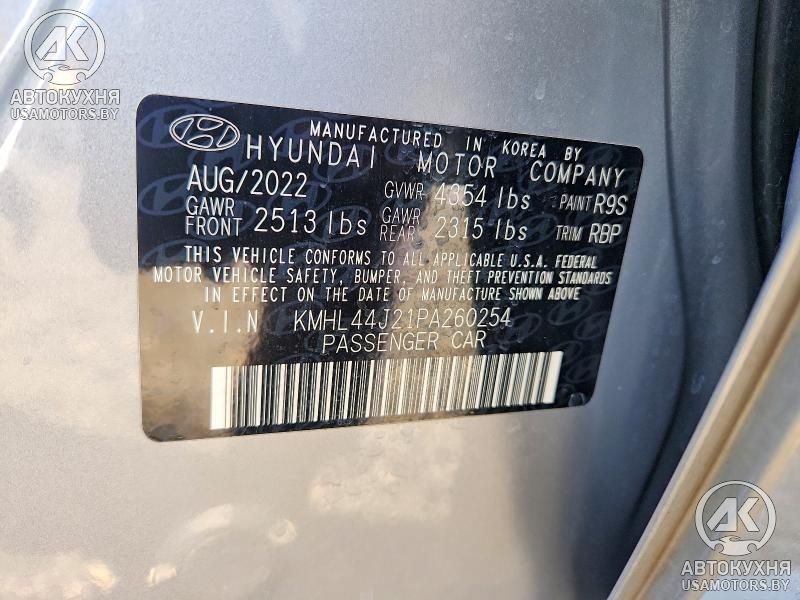 AK
АВТОКУХНЯ
USAMOTORS.BY
MANUFACTURED IN KOREA BY
HYUNDAI MOTOR COMPANY
AUG/2022 GVWR 4354 lbs PAINT R9S
GAWR FRONT 2513 lbs GAWR REAR 2315 lbs TRIM RBP
THIS VEHICLE CONFORMS TO ALL APPLICABLE U.S.A. FEDERAL
MOTOR VEHICLE SAFETY, BUMPER, AND THEFT PREVENTION STANDARDS
IN EFFECT ON THE DATE OF MANUFACTURE SHOWN ABOVE
V.I.N KMHL44J21PA260254
PASSENGER CAR
AK
АВТОКУХНЯ
USAMOTORS.BY